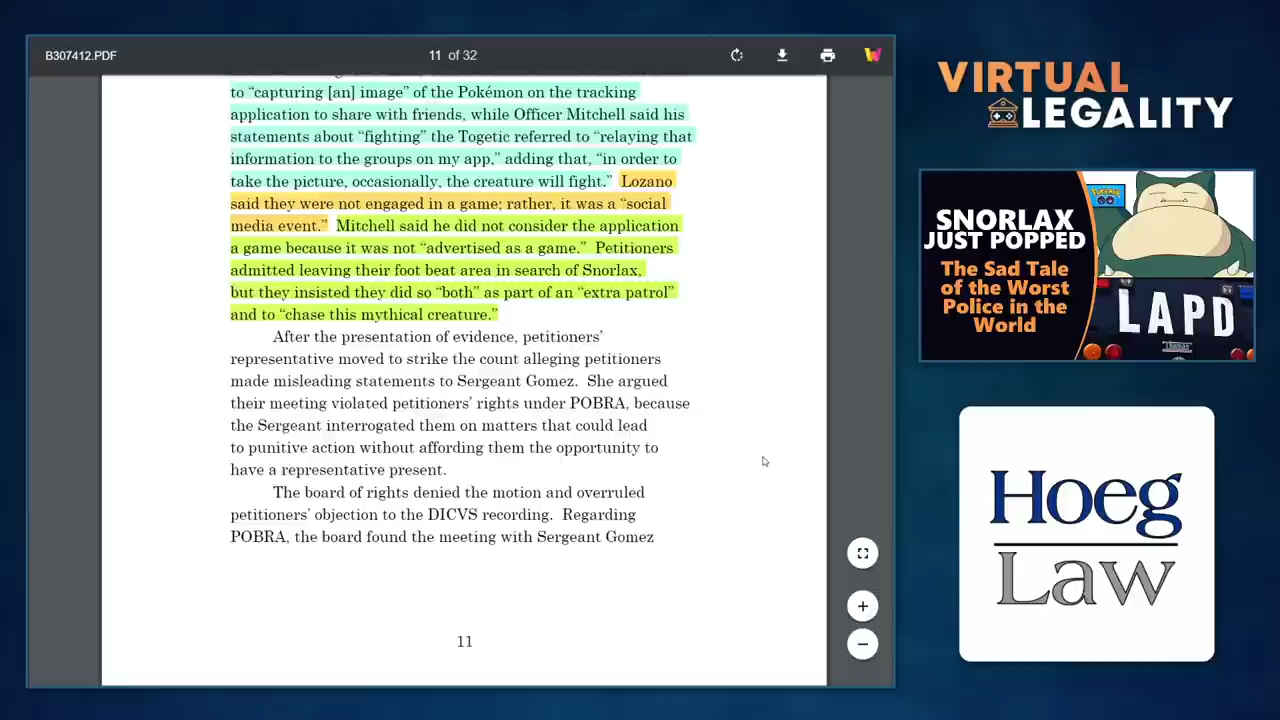 B307412.PDF
11 of 32
to “capturing [an] image” of the Pokémon on the tracking
application to share with friends, while Officer Mitchell said his
statements about “fighting” the Togetic referred to “relaying that
information to the groups on my app,” adding that, “in order to
take the picture, occasionally, the creature will fight.” Lozano
said they were not engaged in a game; rather, it was a “social
media event.” Mitchell said he did not consider the application
a game because it was not “advertised as a game.” Petitioners
admitted leaving their foot beat area in search of Snorlax,
but they insisted they did so “both” as part of an “extra patrol”
and to “chase this mythical creature.”
After the presentation of evidence, petitioners’
representative moved to strike the count alleging petitioners
made misleading statements to Sergeant Gomez. She argued
their meeting violated petitioners’ rights under POBRA, because
the Sergeant interrogated them on matters that could lead
to punitive action without affording them the opportunity to
have a representative present.
The board of rights denied the motion and overruled
petitioners’ objection to the DICVS recording. Regarding
POBRA, the board found the meeting with Sergeant Gomez
11
VIRTUAL
LEGALITY
SNORLAX
JUST POPPED
The Sad Tale
of the Worst
Police in the
World
LAPD
Hoeg
Law